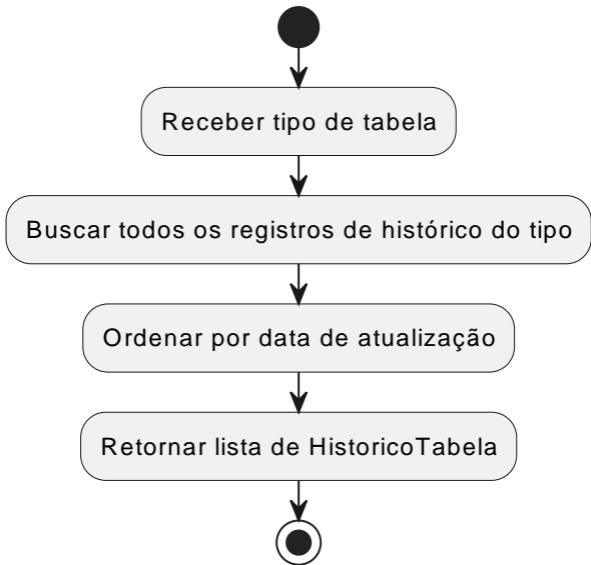 Receber tipo de tabela
Buscar todos os registros de histórico do tipo
Ordenar por data de atualização
Retornar lista de HistoricoTabela